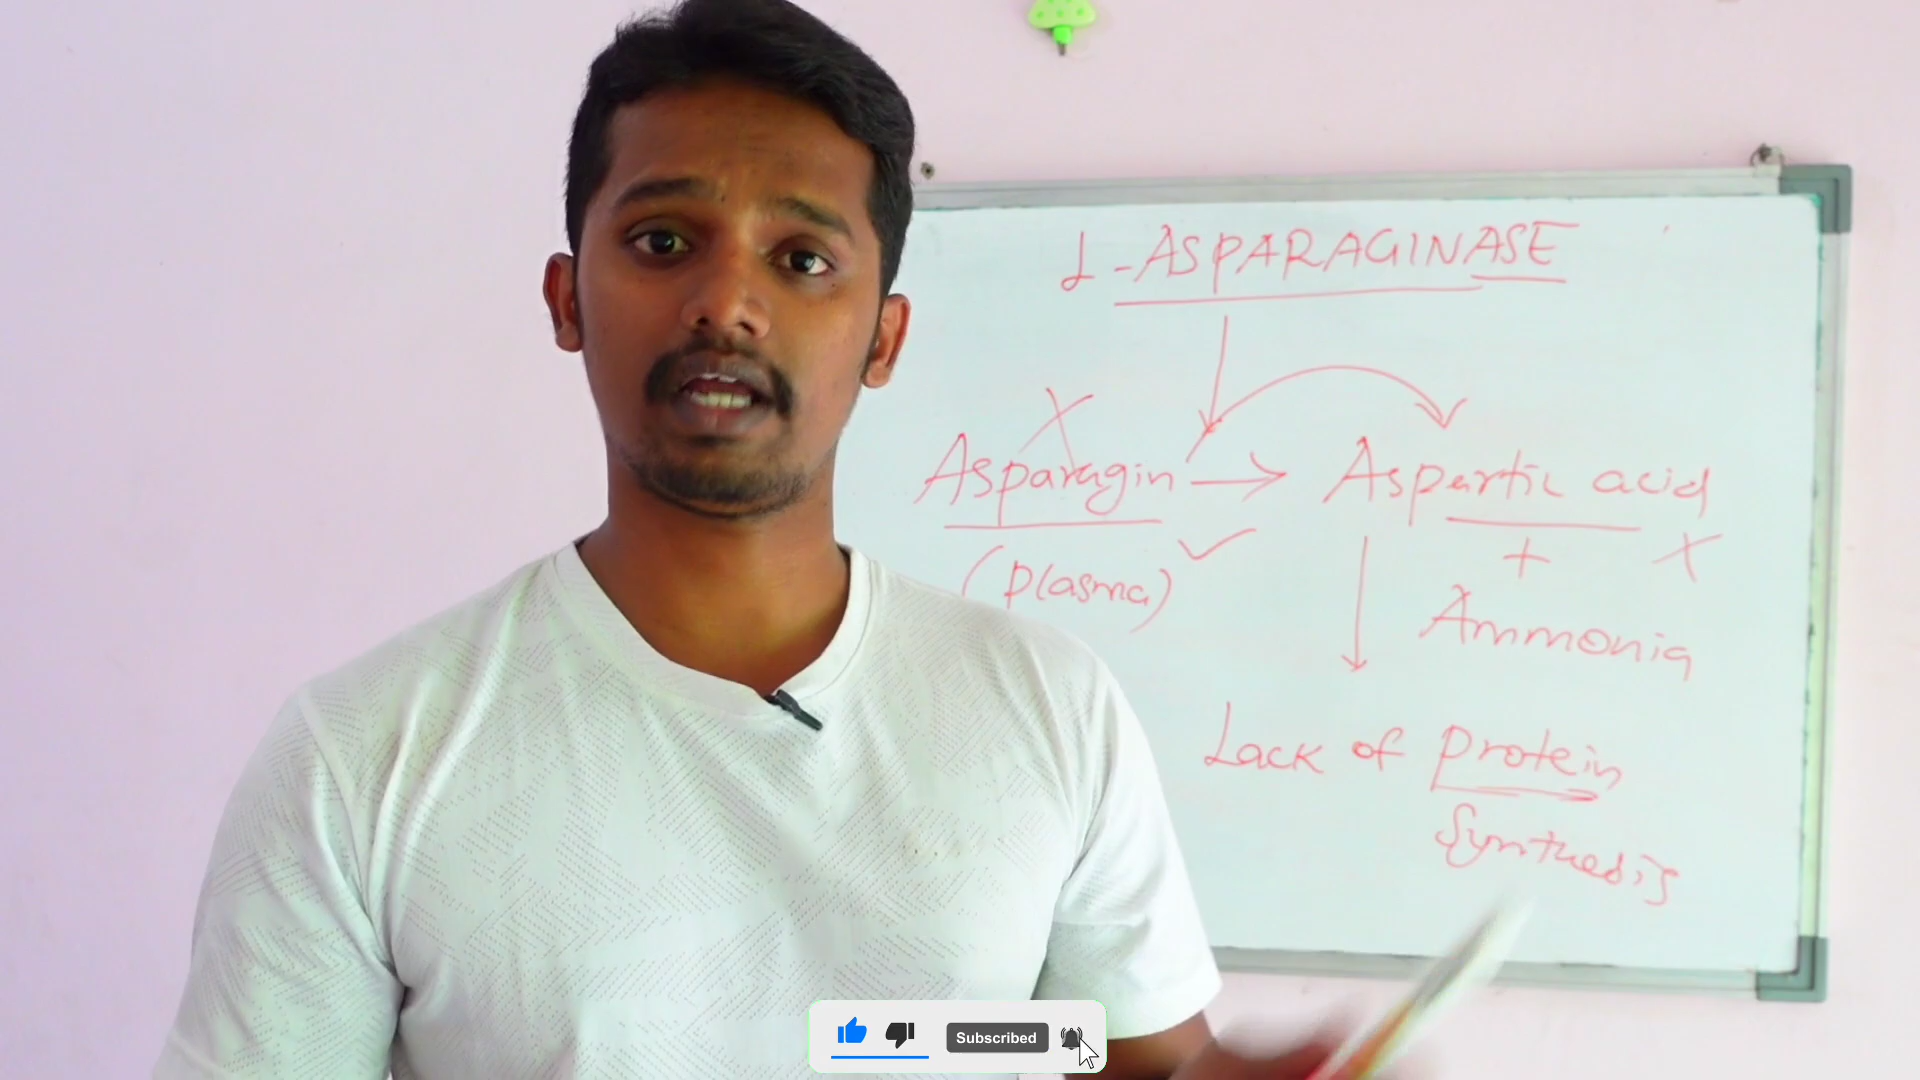 L-ASPARAGINASE
Asparagin → Aspartic acid
(plasma) ✓ + X
Ammonia
Lack of protein
Synthesis
Subscribed